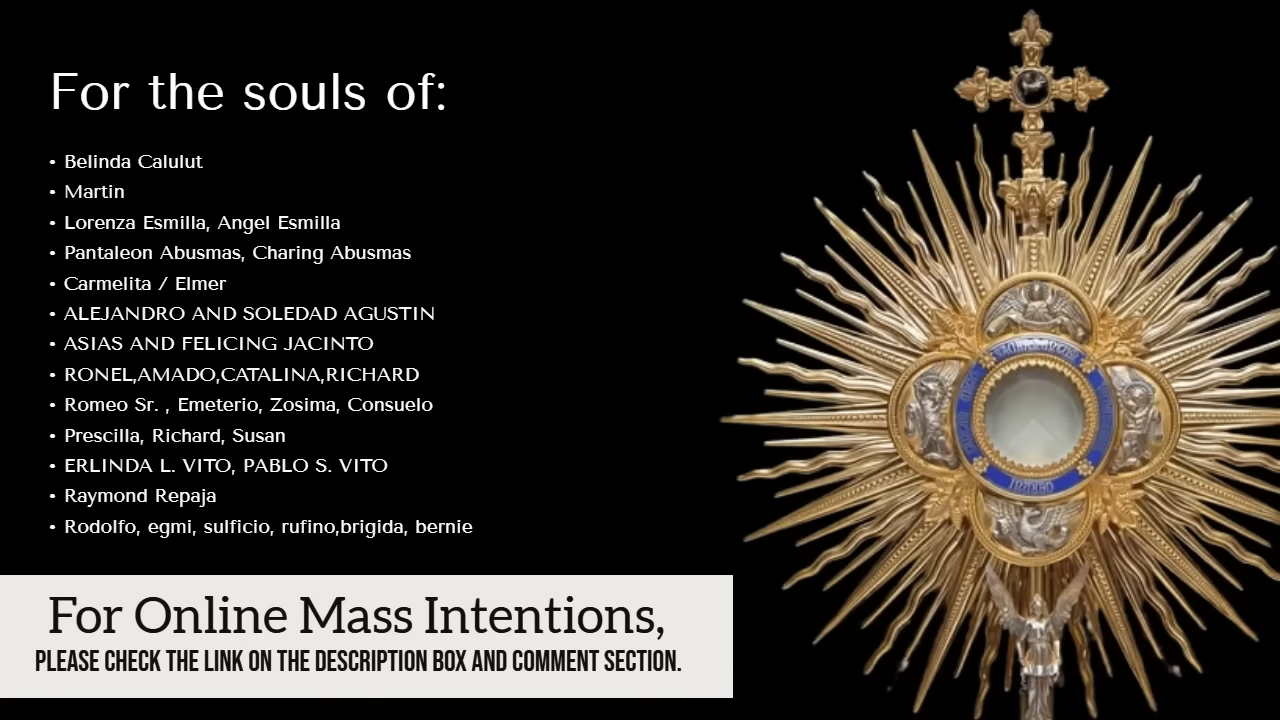 For the souls of:
• Belinda Calulut
• Martin
• Lorenza Esmilla, Angel Esmilla
• Pantaleon Abusmas, Charing Abusmas
• Carmelita / Elmer
• ALEJANDRO AND SOLEDAD AGUSTIN
• ASIAS AND FELICING JACINTO
• RONEL,AMADO,CATALINA,RICHARD
• Romeo Sr. , Emeterio, Zosima, Consuelo
• Prescilla, Richard, Susan
• ERLINDA L. VITO, PABLO S. VITO
• Raymond Repaja
• Rodolfo, egmi, sulficio, rufino,brigida, bernie
For Online Mass Intentions,
PLEASE CHECK THE LINK ON THE DESCRIPTION BOX AND COMMENT SECTION.